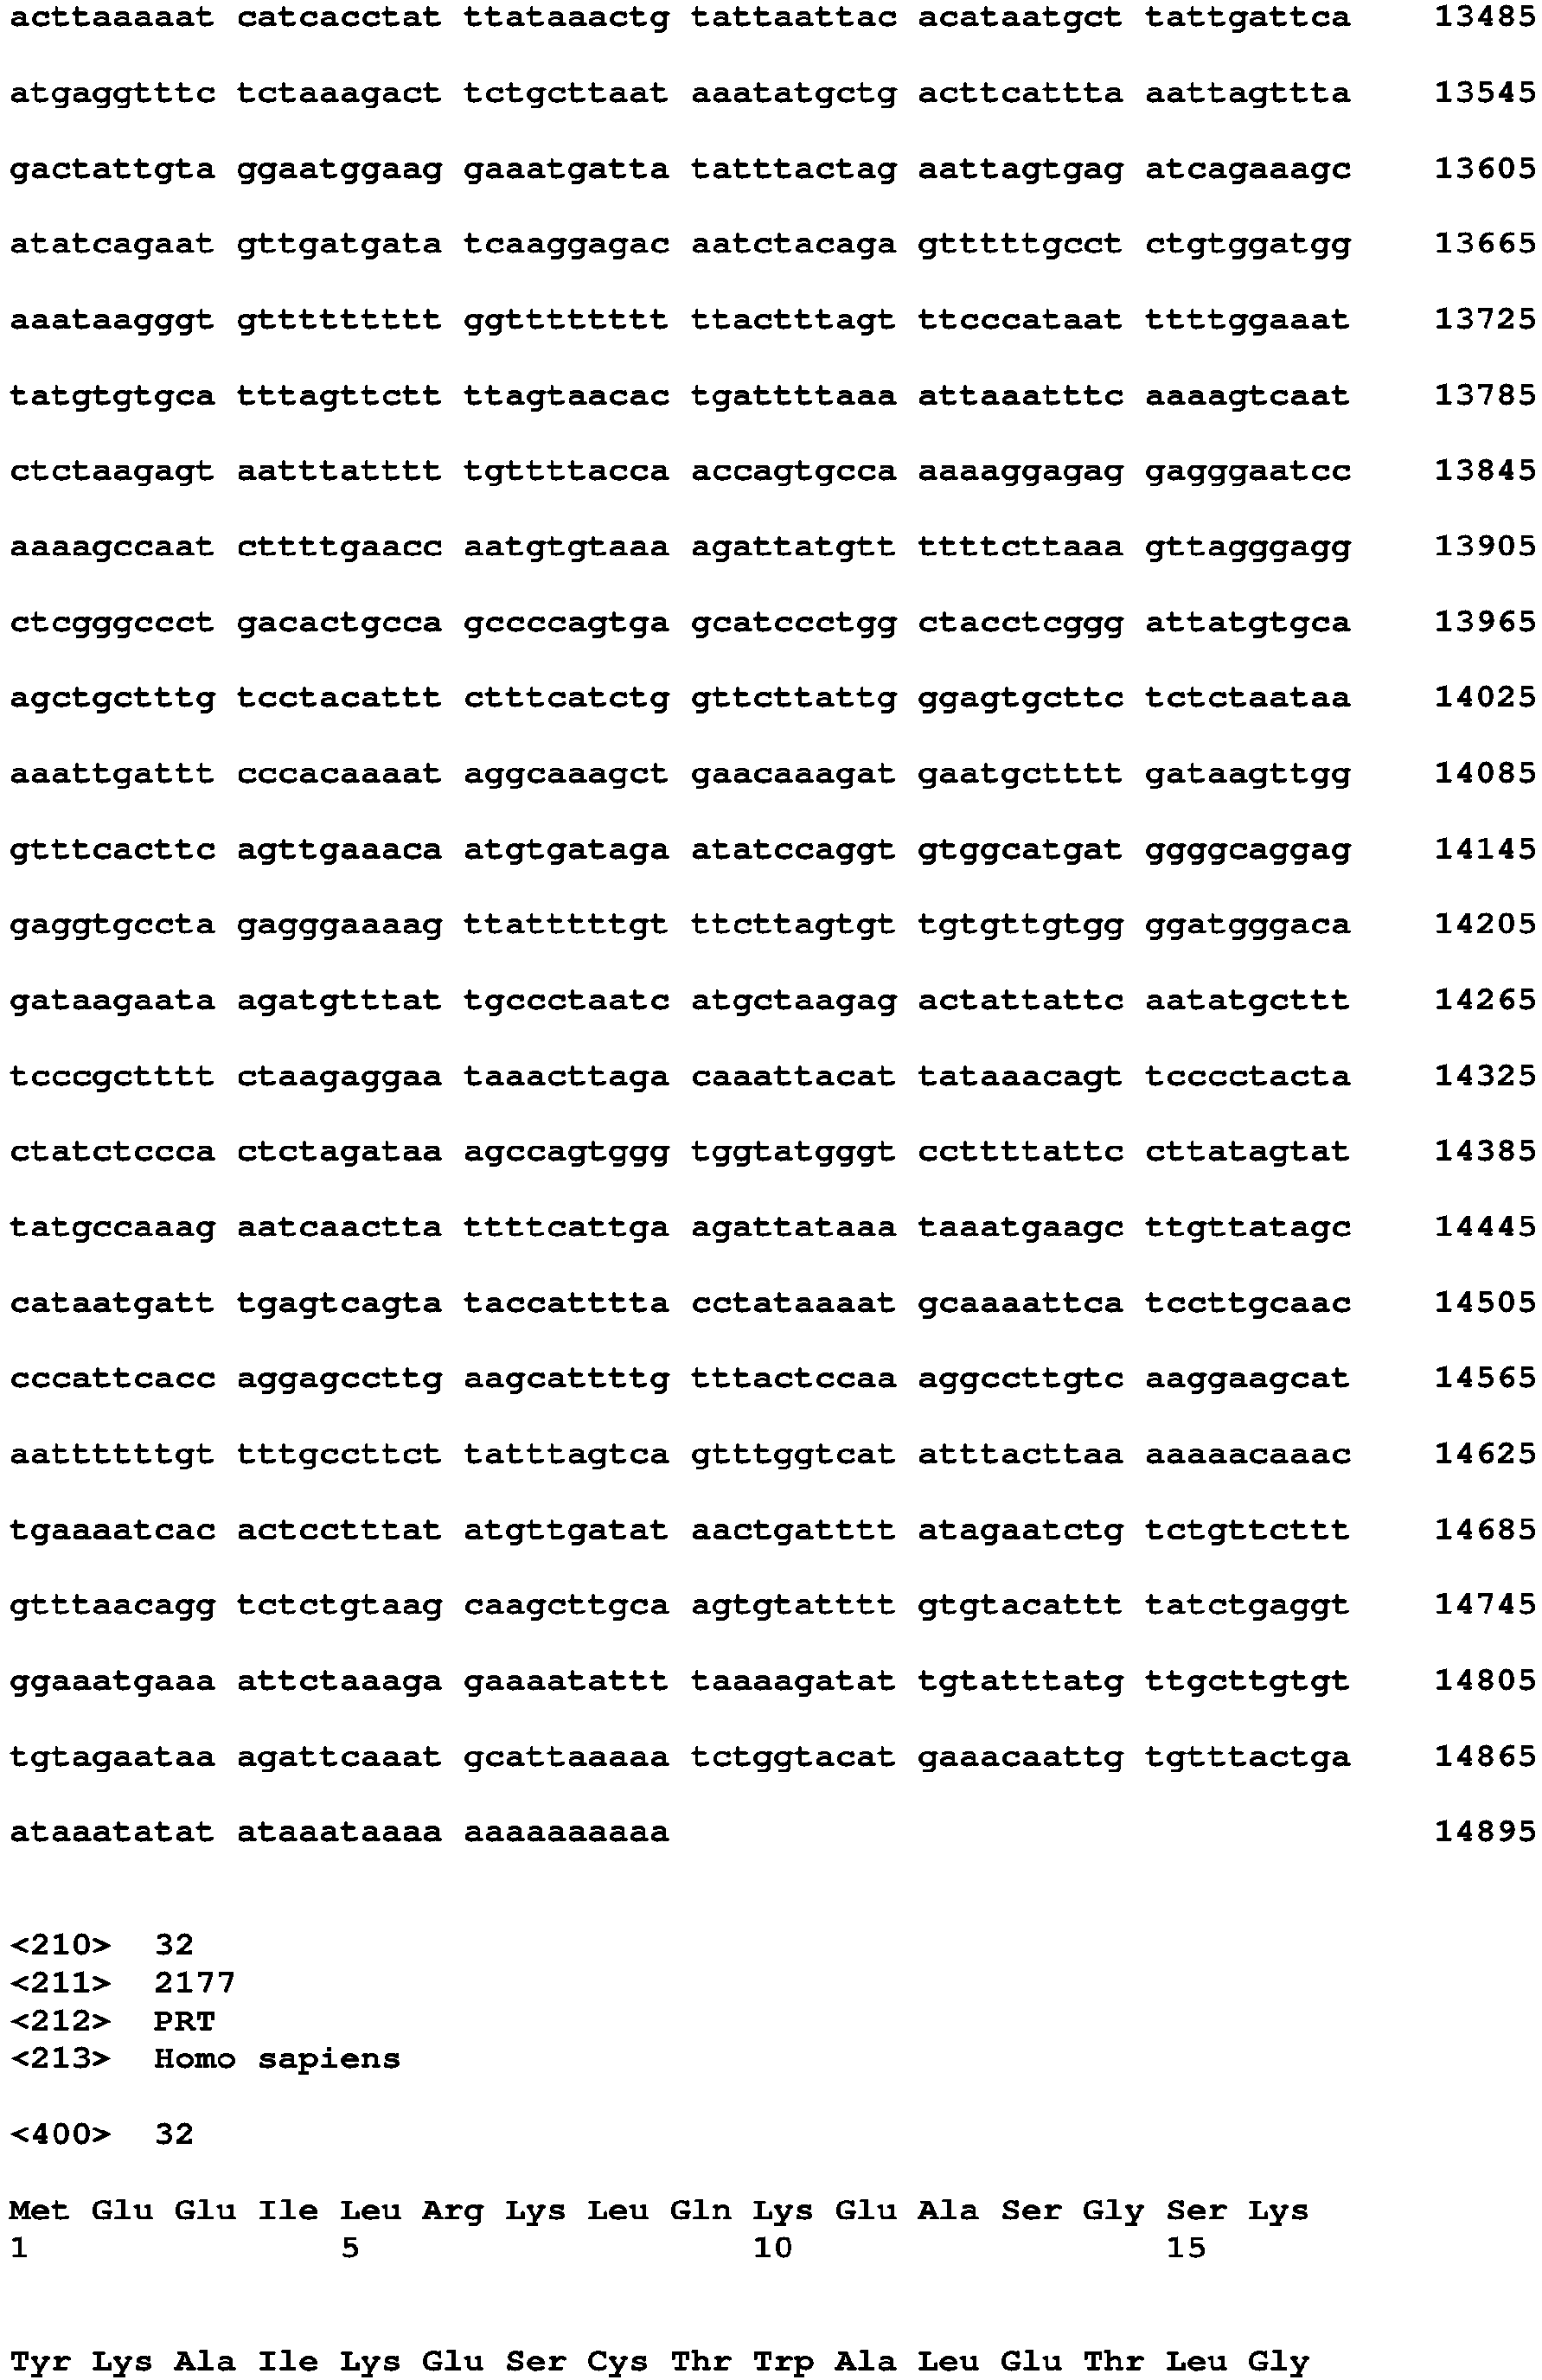 acttaaaaat catcacctat ttataaactg tattaattac acataatgct tattgattca 13485
atgaggtttc tctaaagact tctgcttaat aaatatgctg acttcattta aattagttta 13545
gactattgta ggaatggaag gaaatgatta tatttactag aattagtgag atcagaaagc 13605
atatcagaat gttgatgata tcaaggagac aatctacaga gtttttgcct ctgtggatgg 13665
aaataagggt gttttttttt ggtttttttt ttactttagt ttcccataat ttttggaaat 13725
tatgtgtgca tttagttctt ttagtaacac tgattttaaa attaaatttc aaaagtcaat 13785
ctctaagagt aatttatttt tgttttacca accagtgcca aaaaggagag gagggaatcc 13845
aaaagccaat cttttgaacc aatgtgtaaa agattatgtt tttcttaaa gttagggagg 13905
ctcgggccct gacactgcca gccccagtga gcatccctgg ctacctcggg attatgtgca 13965
agctgctttg tcctacattt ctttcatctg gttcttattg ggagtgcttc tctctaataa 14025
aaattgattt cccacaaaat aggcaaagct gaacaaagat gaatgctttt gataagttgg 14085
gtttcacttc agttgaaaca atgtgataga atatccaggt gtggcatgat ggggcaggag 14145
gaggtgccta gagggaaaag ttatttttgt ttcttagtgt tgtgttgtgg ggatgggaca 14205
gataagaata agatgtttat tgccctaatc atgctaagag actattattc aatatgcttt 14265
tcccgctttt ctaagaggaa taaacttaga caaattacat tataaacagt tcccctacta 14325
ctatctccca ctctagataa agccagtggg tggtatgggt ccttttattc cttatagtat 14385
tatgccaaag aatcaactta ttttcattga agattataaa taaatgaagc ttgttatagc 14445
cataatgatt tgagtcagta taccatttta cctataaaat gcaaaattca tccttgcaac 14505
cccattcacc aggagccttg aagcattttg tttactccaa aggccttgtc aaggaagcat 14565
aattttttgt tttgccttct tatttagtca gtttggtcat atttacttaa aaaaacaaac 14625
tgaaaatcac actcctttat atgttgatat aactgatttt atagaatctg tctgttcttt 14685
gtttaacagg tctctgtaag caagcttgca agtgtatttt gtgtacattt tatctgaggt 14745
ggaaatgaaa attctaaaga gaaaatattt taaaagatat tgtatttatg ttgcttgtgt 14805
tgtagaataa agattcaaat gcattaaaaa tctggtacat gaaacaattg tgtttactga 14865
ataaatatat ataaataaaa aaaaaaaaaa 14895
<210> 32
<211> 2177
<212> PRT
<213> Homo sapiens
<400> 32
Met Glu Glu Ile Leu Arg Lys Leu Gln Lys Glu Ala Ser Gly Ser Lys
1 5 10 15
Tyr Lys Ala Ile Lys Glu Ser Cys Thr Trp Ala Leu Glu Thr Leu Gly